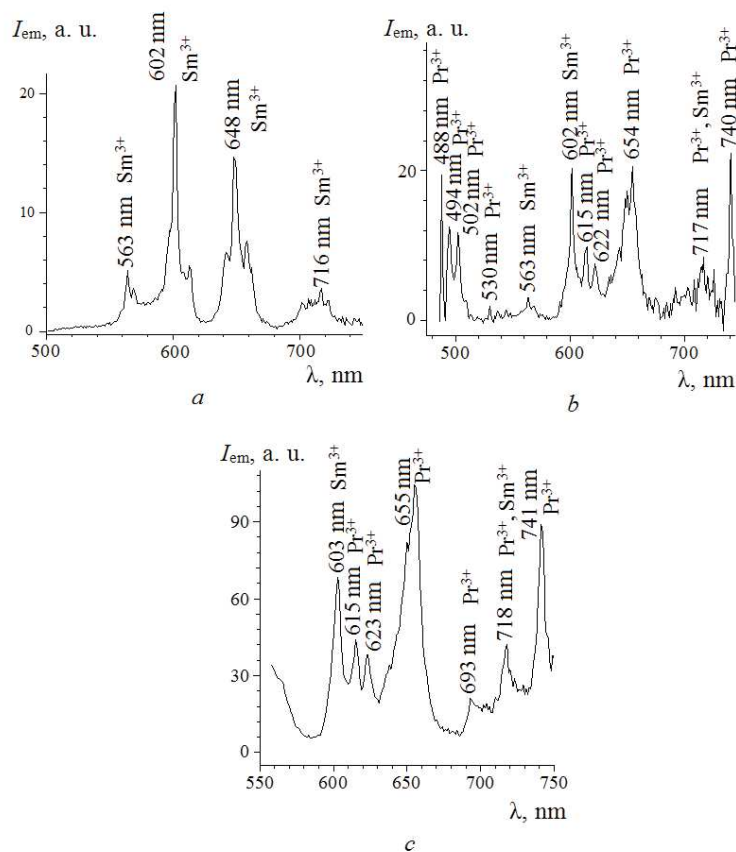 I_em, a. u.
602 nm
Sm³⁺
648 nm
Sm³⁺
563 nm Sm³⁺
716 nm Sm³⁺
20
10
0
500
600
700
λ, nm
a
I_em, a. u.
488 nm Pr³⁺
494 nm Pr³⁺
502 nm Pr³⁺
530 nm Pr³⁺
563 nm Sm³⁺
602 nm Sm³⁺
615 nm Pr³⁺
622 nm Pr³⁺
654 nm Pr³⁺
717 nm Pr³⁺, Sm³⁺
740 nm Pr³⁺
20
0
500
600
700
λ, nm
b
I_em, a. u.
603 nm Sm³⁺
615 nm Pr³⁺
623 nm Pr³⁺
655 nm Pr³⁺
693 nm Pr³⁺
718 nm Pr³⁺, Sm³⁺
741 nm Pr³⁺
90
60
30
0
550
600
650
700
750
λ, nm
c